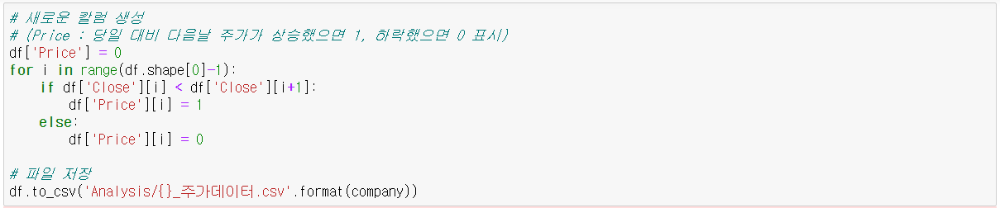 # 새로운 칼럼 생성
# (Price : 당일 대비 다음날 주가가 상승했으면 1, 하락했으면 0 표시)
df['Price'] = 0
for i in range(df.shape[0]-1):
    if df['Close'][i] < df['Close'][i+1]:
        df['Price'][i] = 1
    else:
        df['Price'][i] = 0

# 파일 저장
df.to_csv('Analysis/{}_주가데이터.csv'.format(company))